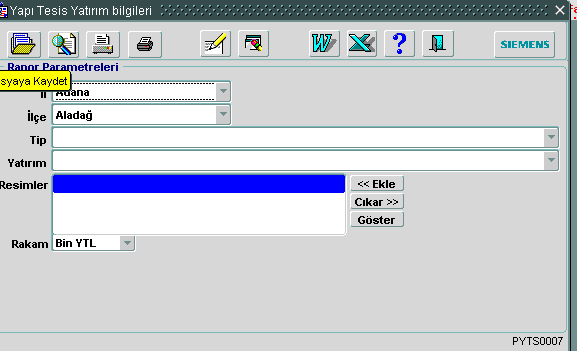 Yapı Tesis Yatırım bilgileri
SIEMENS
Rapor Parametreleri
syaya Kaydet
İl Adana
İlçe Aladağ
Tip
Yatırım
Resimler
<< Ekle
Cıkar >>
Göster
Rakam Bin YTL
PYTS0007